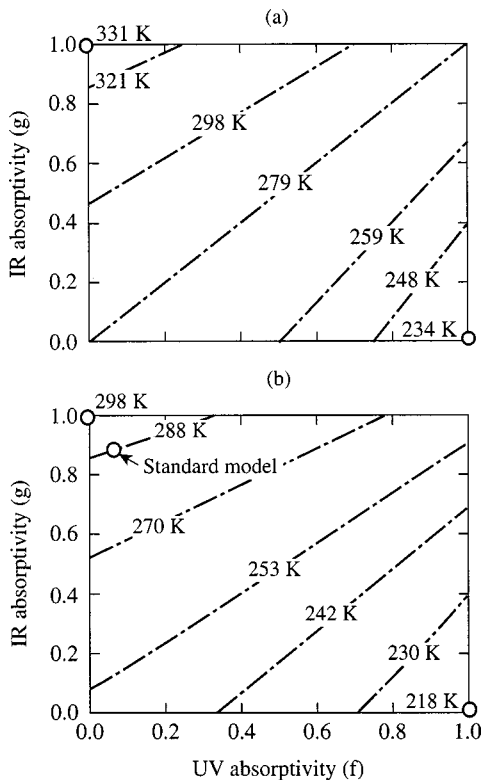 (a)
1.0
331 K
321 K
0.8
298 K
0.6
279 K
0.4
259 K
248 K
0.2
234 K
0.0
IR absorptivity (g)
(b)
1.0
298 K
288 K
Standard model
0.8
270 K
0.6
253 K
0.4
242 K
0.2
230 K
218 K
0.0
IR absorptivity (g)
0.0 0.2 0.4 0.6 0.8 1.0
UV absorptivity (f)